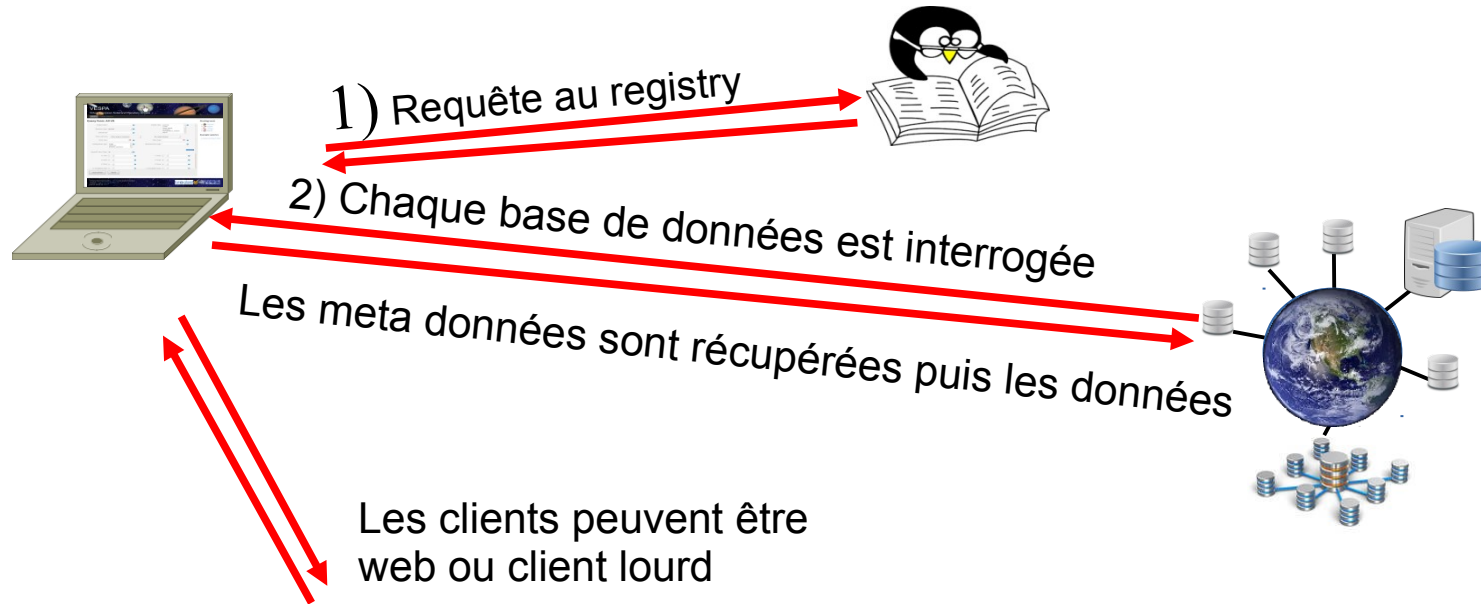 VESPA
1) Requête au registry
2) Chaque base de données est interrogée
Les meta données sont récupérées puis les données
Les clients peuvent être
web ou client lourd